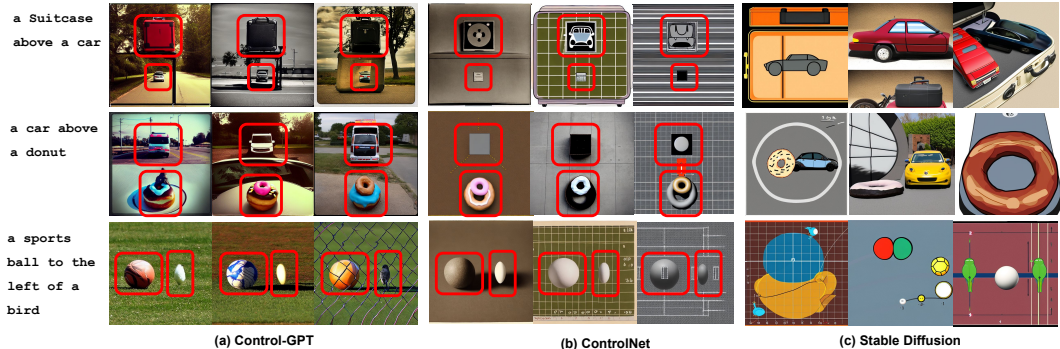 a Suitcase
above a car
a car above
a donut
a sports
ball to the
left of a
bird
(a) Control-GPT
(b) ControlNet
(c) Stable Diffusion